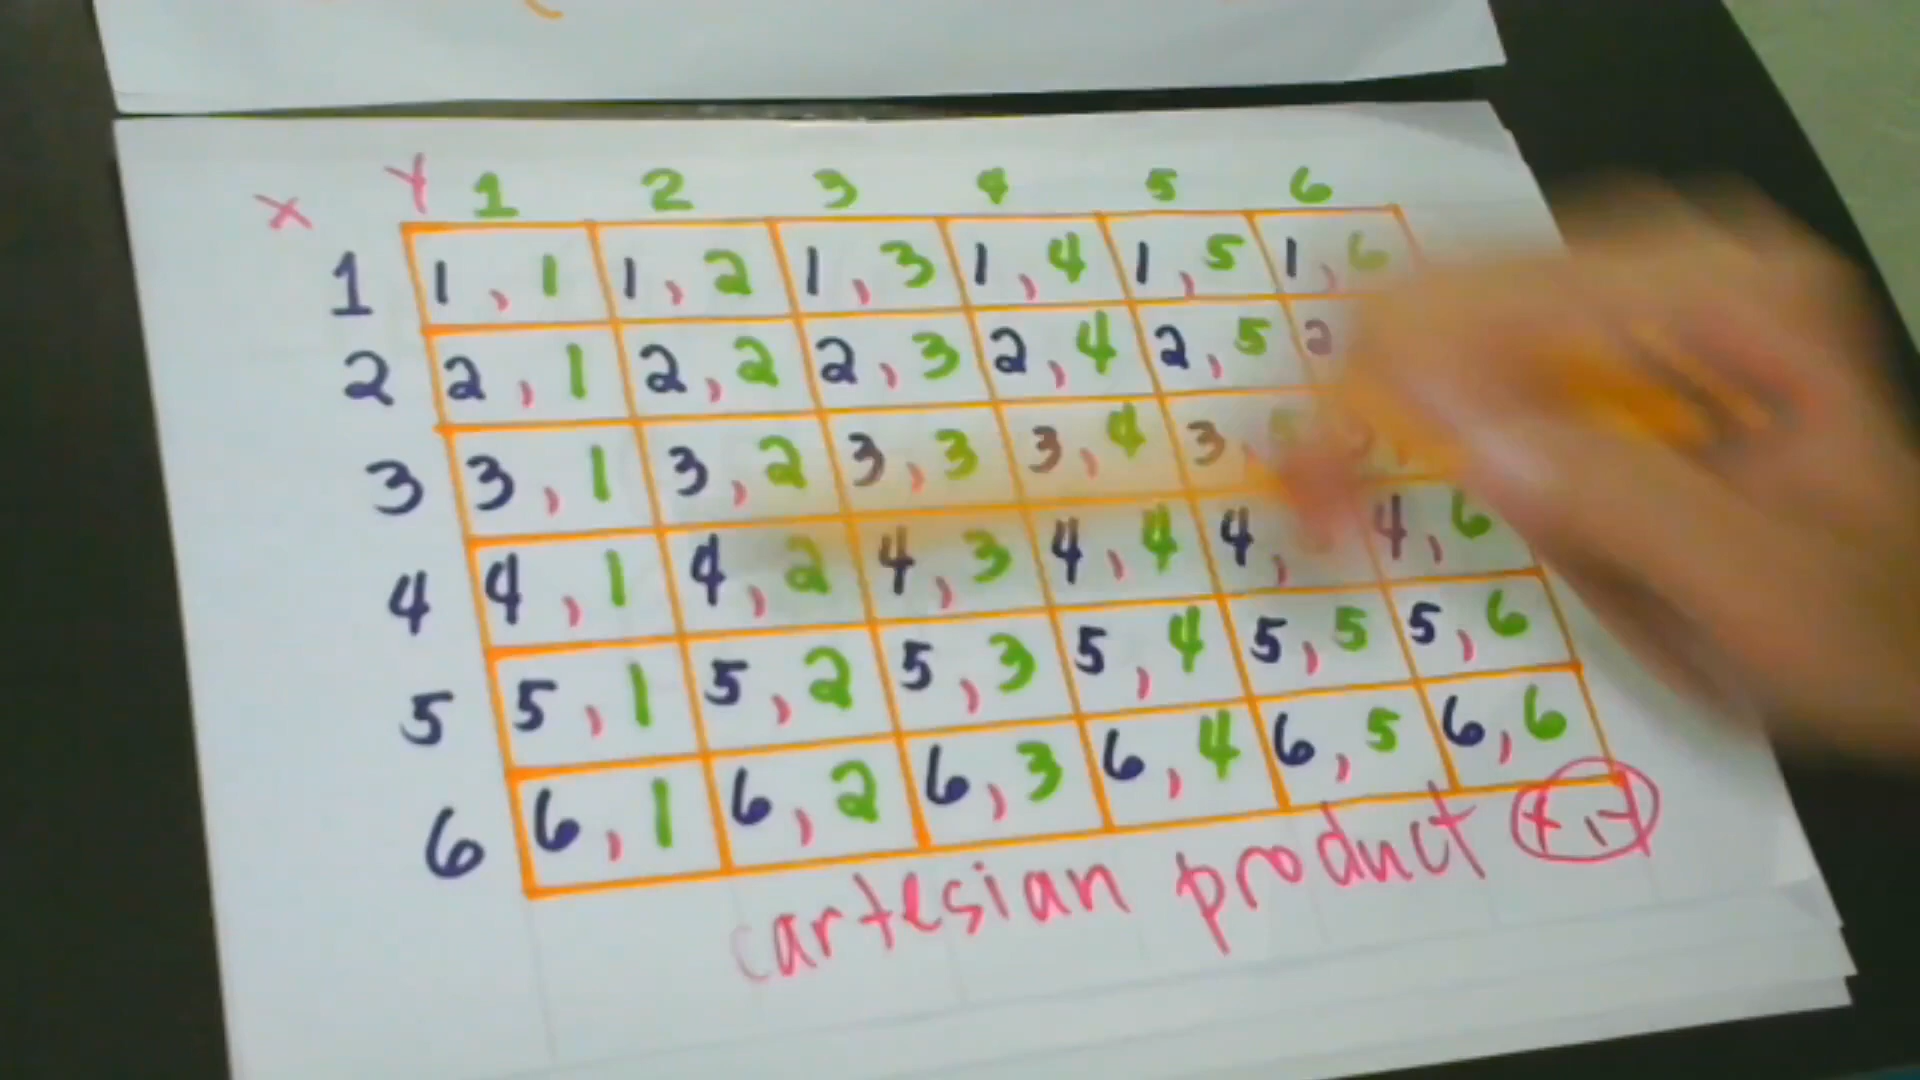 X Y 1 2 3 4 5 6
1 1,1 1,2 1,3 1,4 1,5 1,6
2 2,1 2,2 2,3 2,4 2,5 2
3 3,1 3,2 3,3 3,4 3,
4 4,1 4,2 4,3 4,4 4, 4,6
5 5,1 5,2 5,3 5,4 5,5 5,6
6 6,1 6,2 6,3 6,4 6,5 6,6
cartesian product